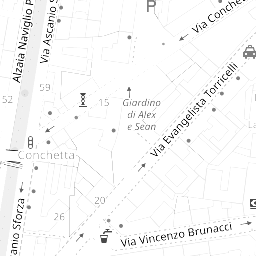 P
Via Conchet
Alzaia Naviglio P
Via Ascanio S
Via Evangelista Torricelli
52
59
15
Giardino
di Alex
e Sean
Conchetta
20
26
anio Sforza
Via Vincenzo Brunacci